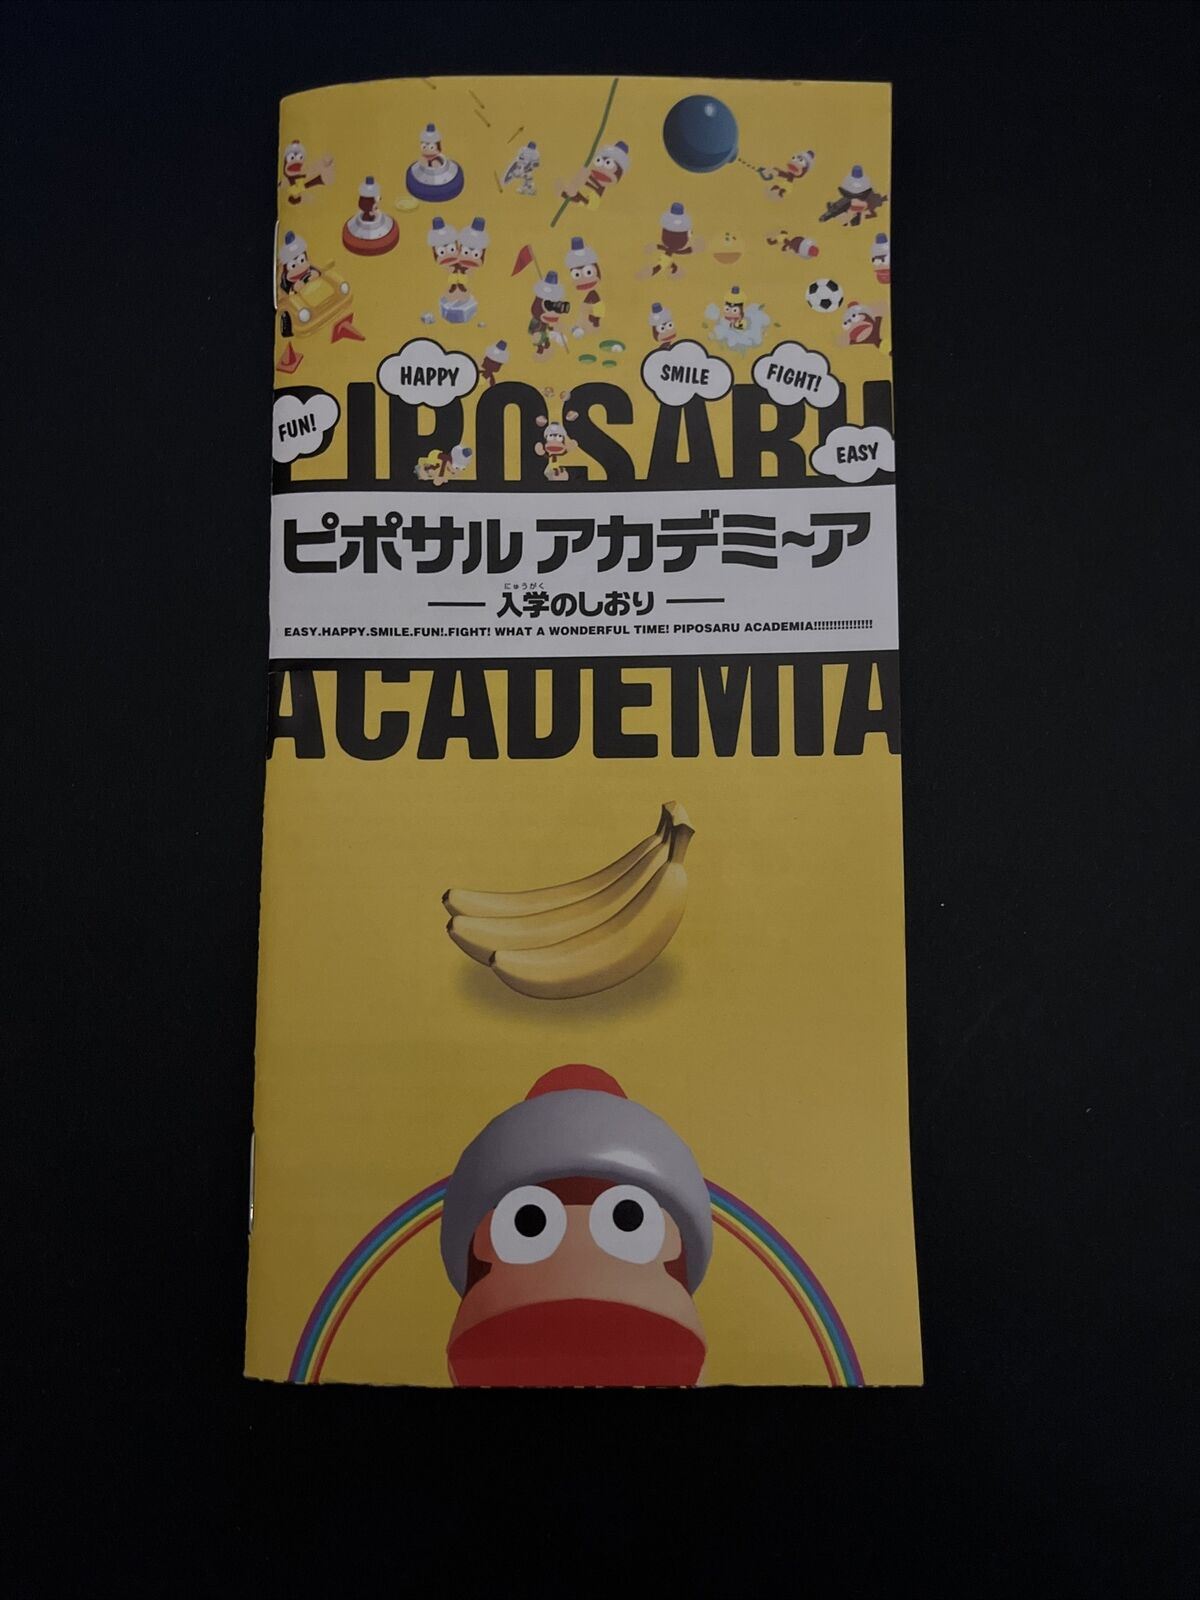 HAPPY
SMILE
FIGHT!
FUN!
EASY
PIPOSARU
ピポサル アカデミ～ア
にゅうがく
入学のしおり
EASY.HAPPY.SMILE.FUN!.FIGHT! WHAT A WONDERFUL TIME! PIPOSARU ACADEMIA!!!!!!!!!!!!!!!
ACADEMIA